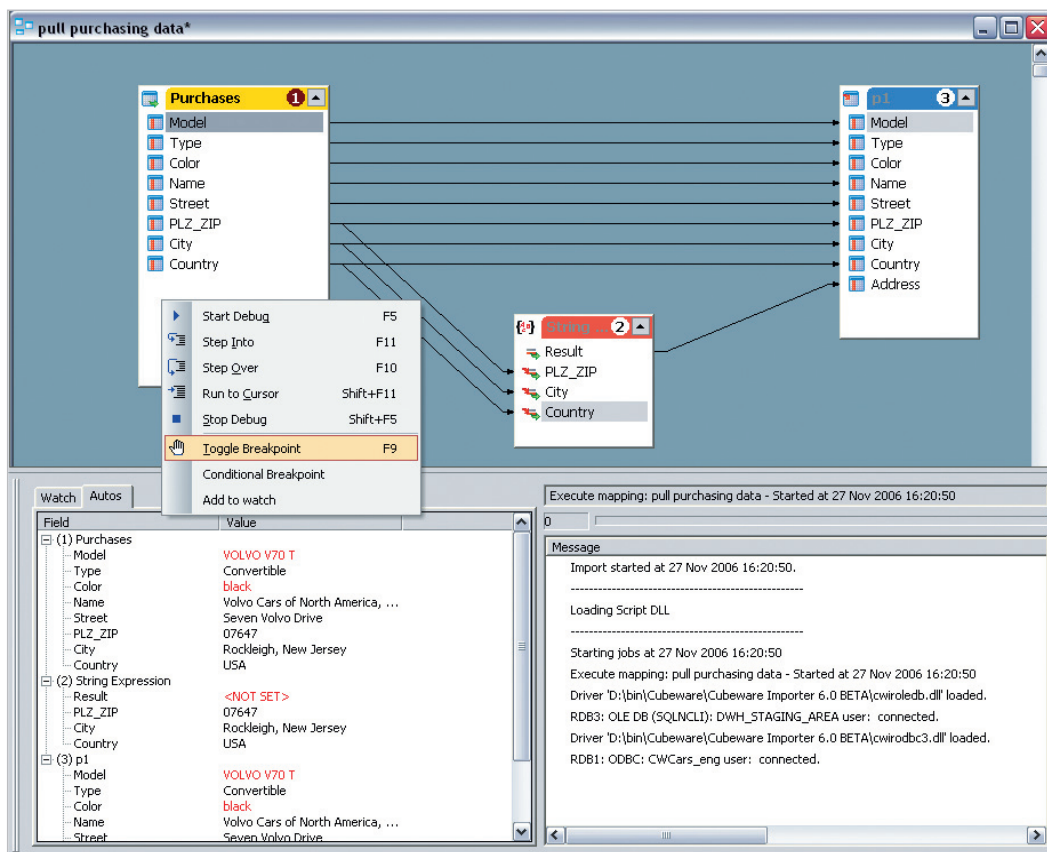 pull purchasing data*
Purchases 1
Model
Type
Color
Name
Street
PLZ_ZIP
City
Country
p1 3
Model
Type
Color
Name
Street
PLZ_ZIP
City
Country
Address
String ... 2
Result
PLZ_ZIP
City
Country
Start Debug F5
Step Into F11
Step Over F10
Run to Cursor Shift+F11
Stop Debug Shift+F5
Toggle Breakpoint F9
Conditional Breakpoint
Add to watch
Watch Autos
Field Value
(1) Purchases
Model VOLVO V70 T
Type Convertible
Color black
Name Volvo Cars of North America, ...
Street Seven Volvo Drive
PLZ_ZIP 07647
City Rockleigh, New Jersey
Country USA
(2) String Expression
Result <NOT SET>
PLZ_ZIP 07647
City Rockleigh, New Jersey
Country USA
(3) p1
Model VOLVO V70 T
Type Convertible
Color black
Name Volvo Cars of North America, ...
Street Seven Volvo Drive
Execute mapping: pull purchasing data - Started at 27 Nov 2006 16:20:50
0
Message
Import started at 27 Nov 2006 16:20:50.
--------------------------------------------------
Loading Script DLL
--------------------------------------------------
Starting jobs at 27 Nov 2006 16:20:50
Execute mapping: pull purchasing data - Started at 27 Nov 2006 16:20:50
Driver 'D:\bin\Cubeware\Cubeware Importer 6.0 BETA\cwiroledb.dll' loaded.
RDB3: OLE DB (SQLNCLI): DWH_STAGING_AREA user: connected.
Driver 'D:\bin\Cubeware\Cubeware Importer 6.0 BETA\cwirodbc3.dll' loaded.
RDB1: ODBC: CWCars_eng user: connected.